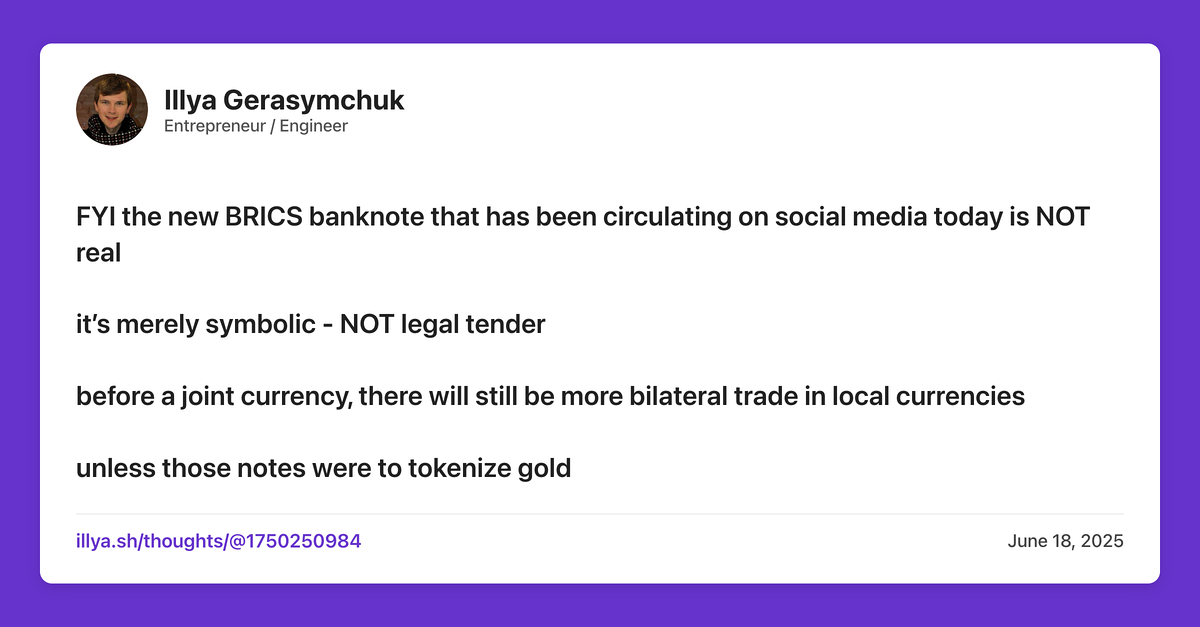 Illya Gerasymchuk
Entrepreneur / Engineer
FYI the new BRICS banknote that has been circulating on social media today is NOT
real
it’s merely symbolic - NOT legal tender
before a joint currency, there will still be more bilateral trade in local currencies
unless those notes were to tokenize gold
illya.sh/thoughts/@1750250984
June 18, 2025